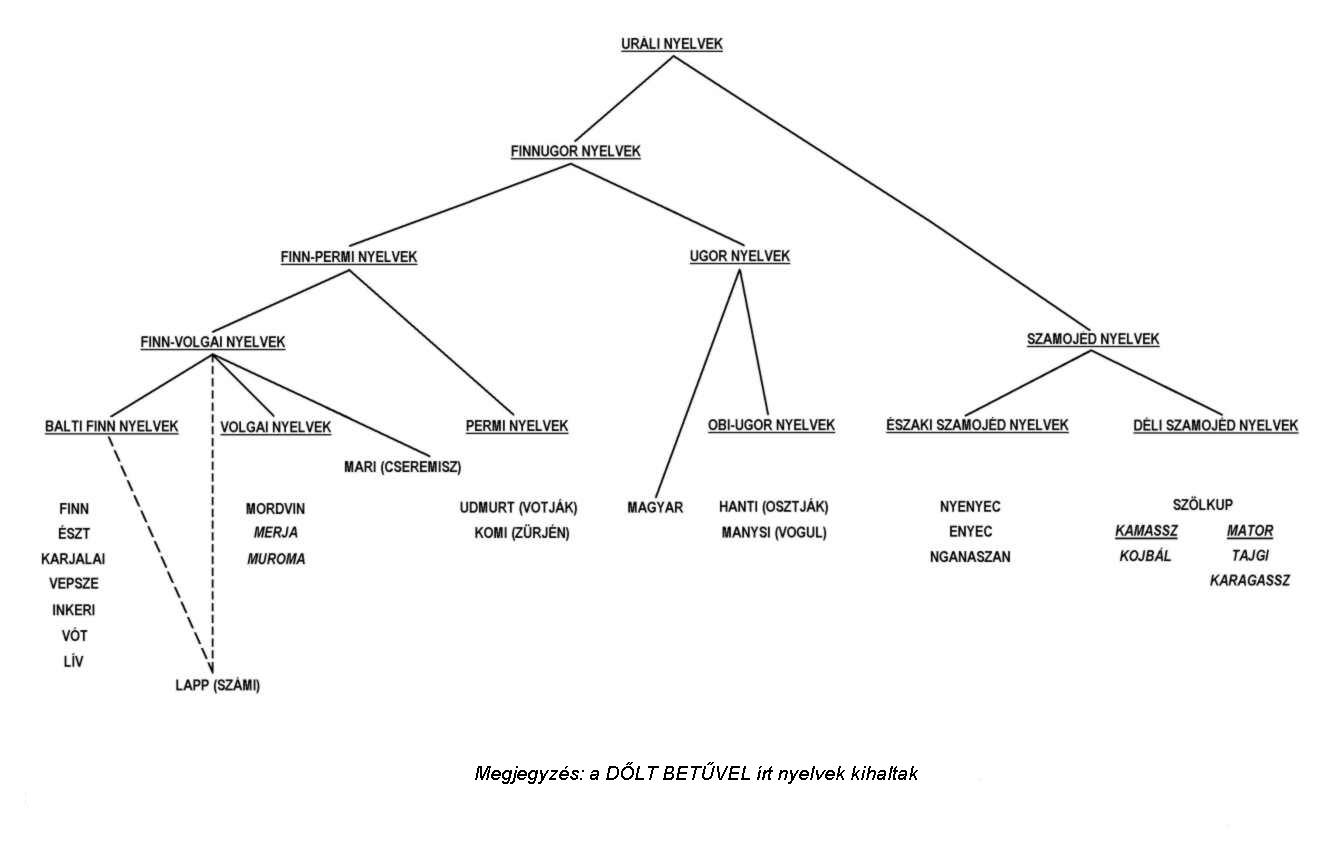 URÁLI NYELVEK
FINNUGOR NYELVEK
FINN-PERMI NYELVEK
UGOR NYELVEK
FINN-VOLGAI NYELVEK
SZAMOJÉD NYELVEK
BALTI FINN NYELVEK
VOLGAI NYELVEK
PERMI NYELVEK
OBI-UGOR NYELVEK
ÉSZAKI SZAMOJÉD NYELVEK
DÉLI SZAMOJÉD NYELVEK
MARI (CSEREMISZ)
FINN
ÉSZT
KARJALAI
VEPSZE
INKERI
VÓT
LÍV
LAPP (SZÁMI)
MORDVIN
MERJA
MUROMA
UDMURT (VOTJÁK)
KOMI (ZÜRJÉN)
MAGYAR
HANTI (OSZTJÁK)
MANYSI (VOGUL)
NYENYEC
ENYEC
NGANASZAN
SZÖLKUP
KAMASSZ
KOJBÁL
MATOR
TAJGI
KARAGASSZ
Megjegyzés: a DŐLT BETŰVEL írt nyelvek kihaltak